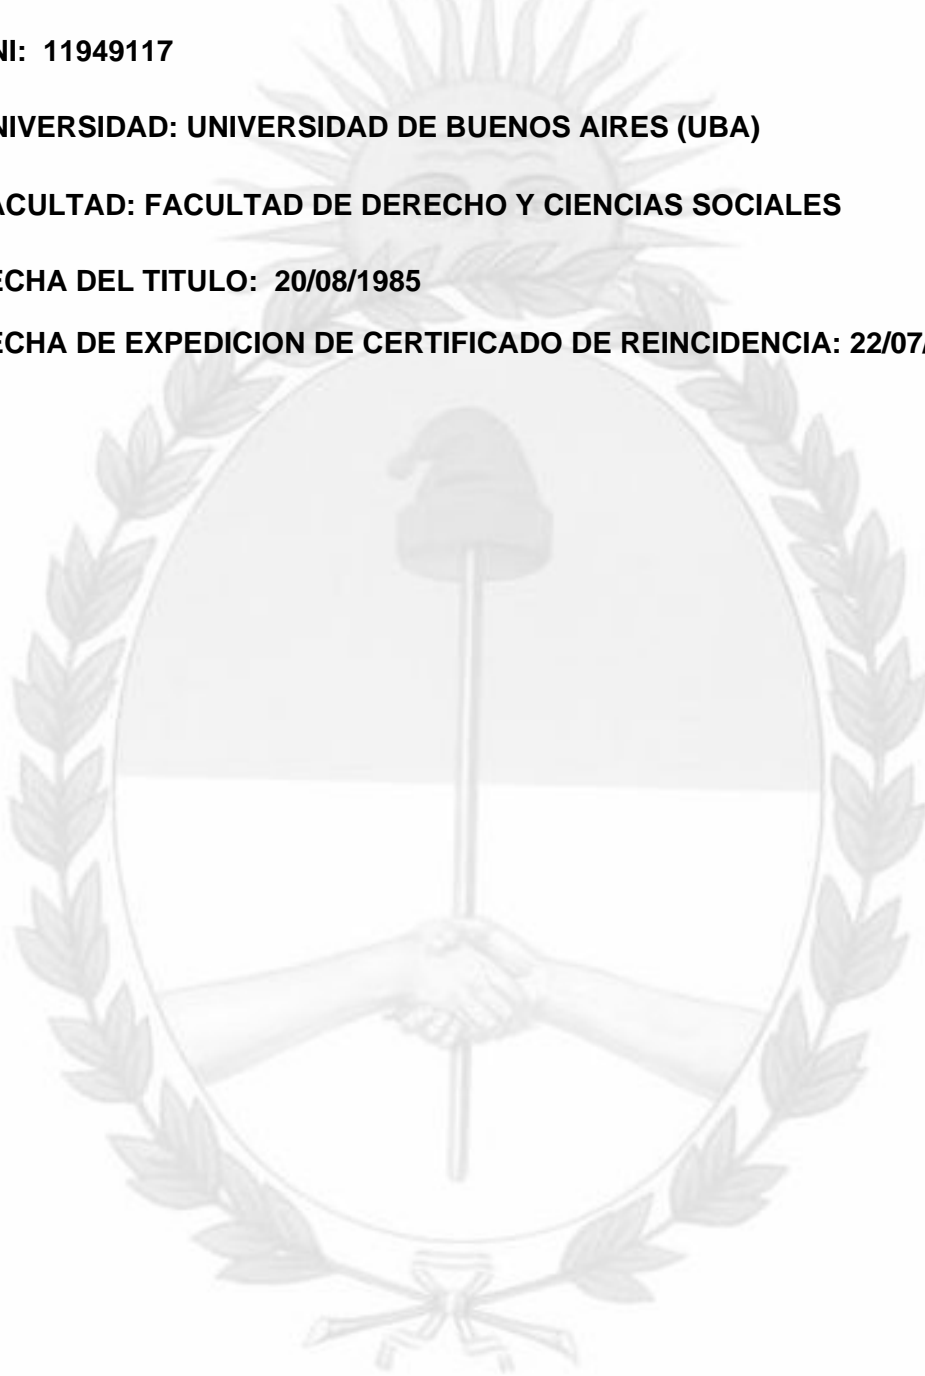 NI: 11949117
NIVERSIDAD: UNIVERSIDAD DE BUENOS AIRES (UBA)
ACULTAD: FACULTAD DE DERECHO Y CIENCIAS SOCIALES
ECHA DEL TITULO: 20/08/1985
ECHA DE EXPEDICION DE CERTIFICADO DE REINCIDENCIA: 22/07/